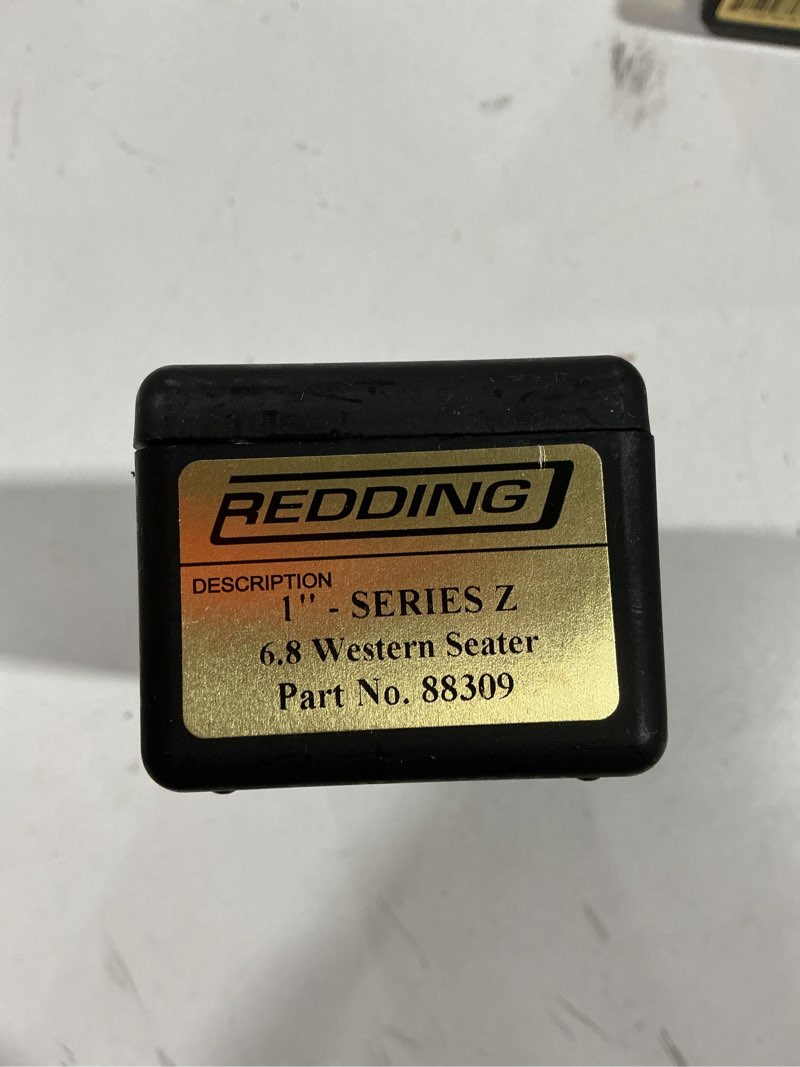 REDDING
DESCRIPTION
1" - SERIES Z
6.8 Western Seater
Part No. 88309